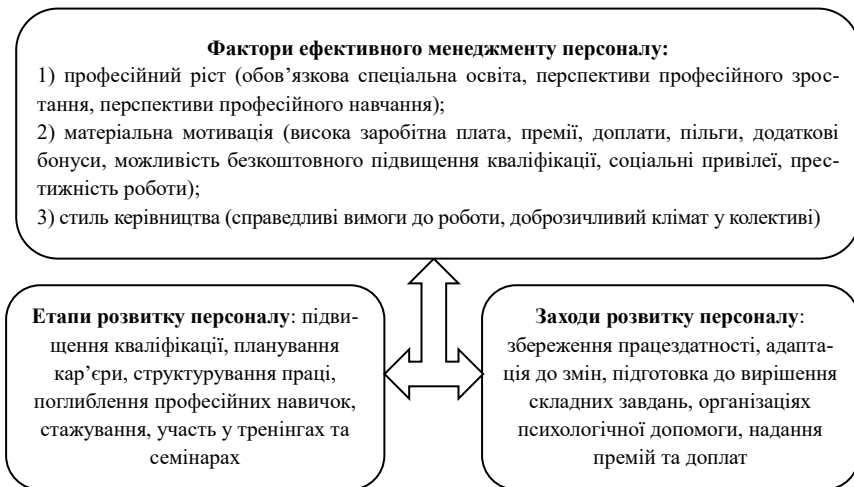 Фактори ефективного менеджменту персоналу:
1) професійний ріст (обов’язкова спеціальна освіта, перспективи професійного зрос-
тання, перспективи професійного навчання);
2) матеріальна мотивація (висока заробітна плата, премії, доплати, пільги, додаткові
бонуси, можливість безкоштовного підвищення кваліфікації, соціальні привілеї, прес-
тижність роботи);
3) стиль керівництва (справедливі вимоги до роботи, доброзичливий клімат у колективі)
Етапи розвитку персоналу: підви-
щення кваліфікації, планування
кар’єри, структурування праці,
поглиблення професійних навичок,
стажування, участь у тренінгах та
семінарах
Заходи розвитку персоналу:
збереження працездатності, адапта-
ція до змін, підготовка до вирішення
складних завдань, організаціях
психологічної допомоги, надання
премій та доплат